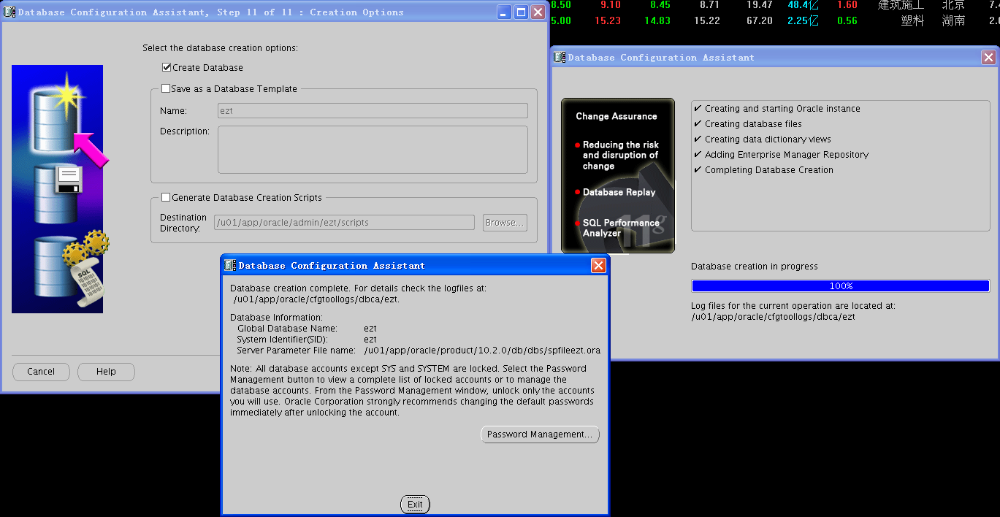 Database Configuration Assistant, Step 11 of 11 : Creation Options
Select the database creation options:
Create Database
Save as a Database Template
Name: ezt
Description:
Generate Database Creation Scripts
Destination Directory: /u01/app/oracle/admin/ezt/scripts Browse...
Cancel Help
8.50 9.10 8.45 8.71 19.47 48.4亿 1.60 建筑施工 北京
5.00 15.23 14.83 15.22 67.20 2.25亿 0.56 塑料 湖南
Database Configuration Assistant
Change Assurance
Reducing the risk
and disruption of
change
Database Replay
SQL Performance
Analyzer
11g
Creating and starting Oracle instance
Creating database files
Creating data dictionary views
Adding Enterprise Manager Repository
Completing Database Creation
Database creation in progress
100%
Log files for the current operation are located at:
/u01/app/oracle/cfgtoollogs/dbca/ezt
Database Configuration Assistant
Database creation complete. For details check the logfiles at:
/u01/app/oracle/cfgtoollogs/dbca/ezt.
Database Information:
Global Database Name: ezt
System Identifier(SID): ezt
Server Parameter File name: /u01/app/oracle/product/10.2.0/db/dbs/spfileezt.ora
Note: All database accounts except SYS and SYSTEM are locked. Select the Password
Management button to view a complete list of locked accounts or to manage the
database accounts. From the Password Management window, unlock only the accounts
you will use. Oracle Corporation strongly recommends changing the default passwords
immediately after unlocking the account.
Password Management...
Exit
SQL